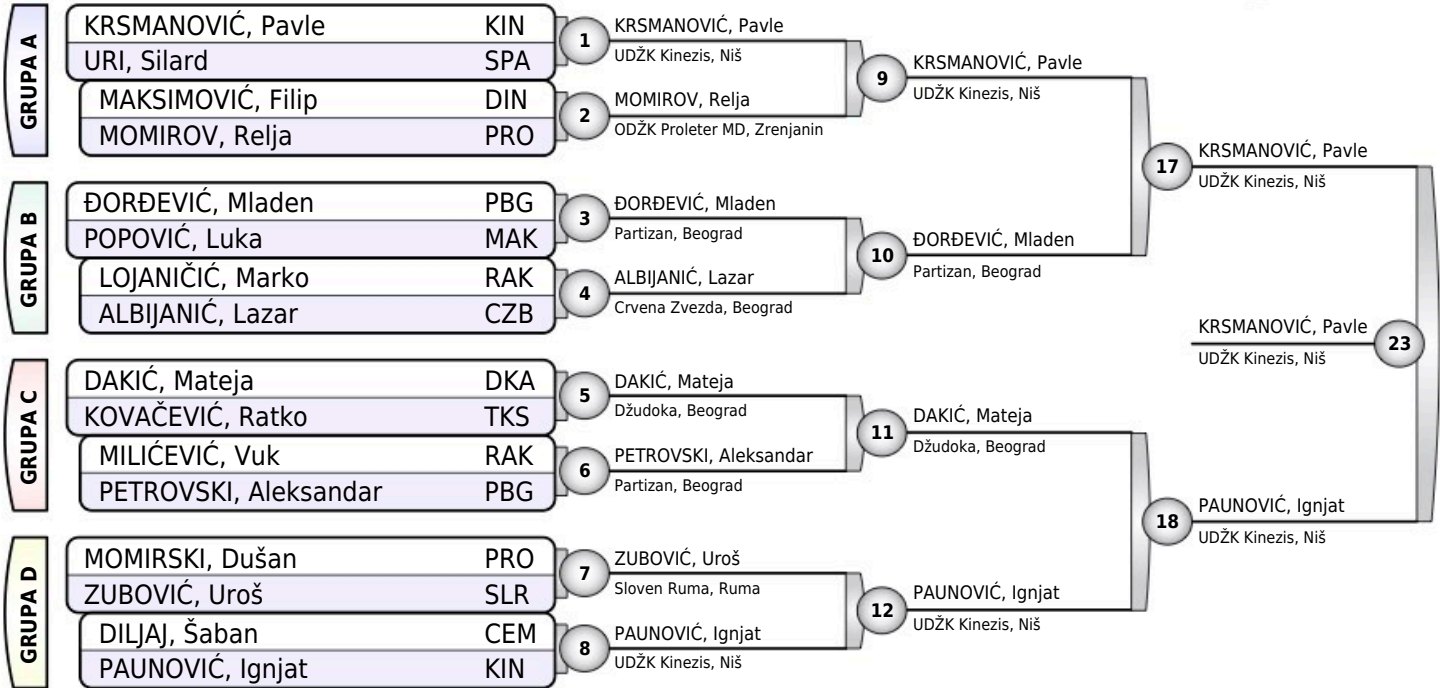 GRUPA A
KRSMANOVIĆ, Pavle KIN
URI, Silard SPA
MAKSIMOVIĆ, Filip DIN
MOMIROV, Relja PRO
GRUPA B
ĐORĐEVIĆ, Mladen PBG
POPOVIĆ, Luka MAK
LOJANIČIĆ, Marko RAK
ALBIJANIĆ, Lazar CZB
GRUPA C
DAKIĆ, Mateja DKA
KOVAČEVIĆ, Ratko TKS
MILIĆEVIĆ, Vuk RAK
PETROVSKI, Aleksandar PBG
GRUPA D
MOMIRSKI, Dušan PRO
ZUBOVIĆ, Uroš SLR
DILJAJ, Šaban CEM
PAUNOVIĆ, Ignjat KIN
1
KRSMANOVIĆ, Pavle
UDŽK Kinezis, Niš
2
MOMIROV, Relja
ODŽK Proleter MD, Zrenjanin
3
ĐORĐEVIĆ, Mladen
Partizan, Beograd
4
ALBIJANIĆ, Lazar
Crvena Zvezda, Beograd
5
DAKIĆ, Mateja
Džudoka, Beograd
6
PETROVSKI, Aleksandar
Partizan, Beograd
7
ZUBOVIĆ, Uroš
Sloven Ruma, Ruma
8
PAUNOVIĆ, Ignjat
UDŽK Kinezis, Niš
9
KRSMANOVIĆ, Pavle
UDŽK Kinezis, Niš
10
ĐORĐEVIĆ, Mladen
Partizan, Beograd
11
DAKIĆ, Mateja
Džudoka, Beograd
12
PAUNOVIĆ, Ignjat
UDŽK Kinezis, Niš
17
KRSMANOVIĆ, Pavle
UDŽK Kinezis, Niš
18
PAUNOVIĆ, Ignjat
UDŽK Kinezis, Niš
KRSMANOVIĆ, Pavle
UDŽK Kinezis, Niš
23